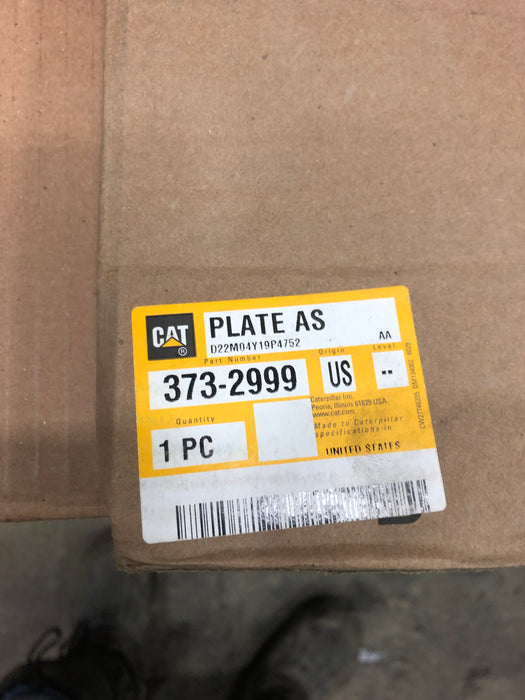 CAT
®
PLATE AS
D22M04Y19P4752
AA
Part Number
Origin
Level
373-2999
US
--
Caterpillar Inc.
Peoria, Illinois 61629 USA
www.cat.com
Quantity
Made to Caterpillar
specifications in
1 PC
UNITED STATES